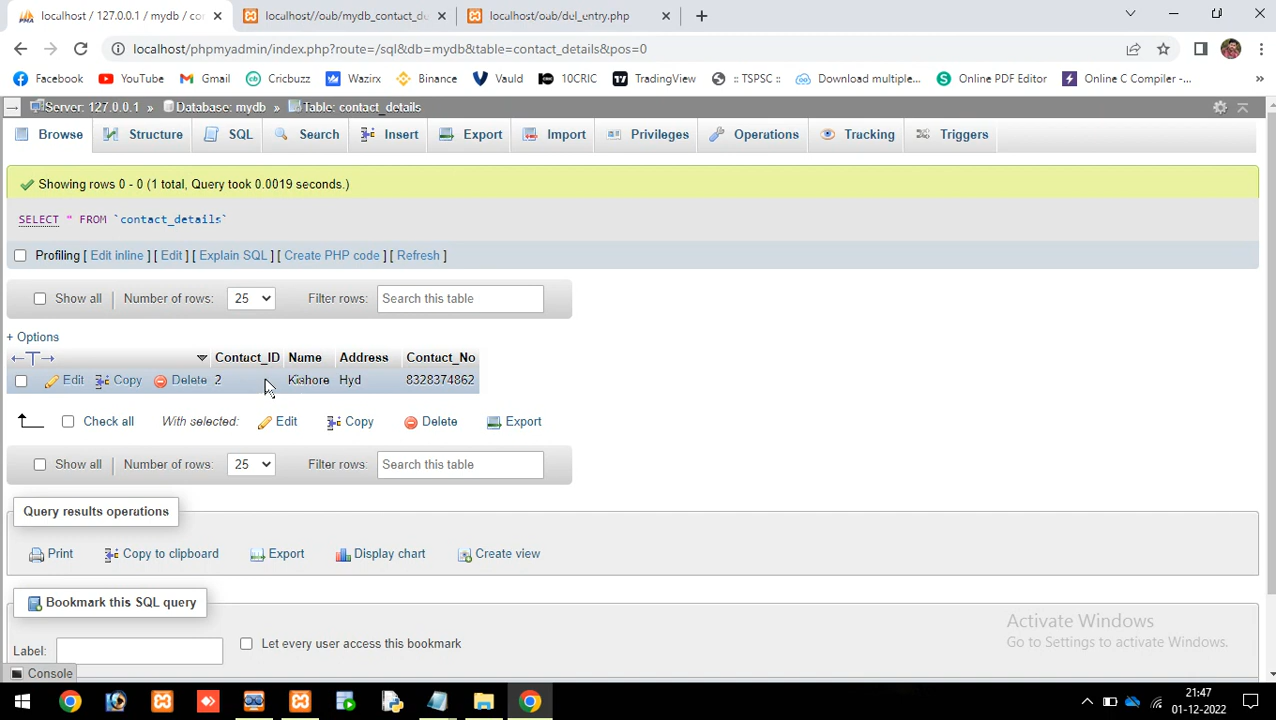 localhost / 127.0.0.1 / mydb / co
localhost//oub/mydb_contact_de
localhost/oub/del_entry.php
localhost/phpmyadmin/index.php?route=/sql&db=mydb&table=contact_details&pos=0
Facebook YouTube Gmail Cricbuzz Wazirx Binance Vauld 10CRIC TradingView :: TSPSC :: Download multiple... Online PDF Editor Online C Compiler -... »
Server: 127.0.0.1 » Database: mydb » Table: contact_details
Browse Structure SQL Search Insert Export Import Privileges Operations Tracking Triggers
Showing rows 0 - 0 (1 total, Query took 0.0019 seconds.)
SELECT * FROM `contact_details`
Profiling [ Edit inline ] [ Edit ] [ Explain SQL ] [ Create PHP code ] [ Refresh ]
Show all Number of rows: 25 Filter rows: Search this table
+ Options
←T→ Contact_ID Name Address Contact_No
Edit Copy Delete 2 Kishore Hyd 8328374862
Check all With selected: Edit Copy Delete Export
Show all Number of rows: 25 Filter rows: Search this table
Query results operations
Print Copy to clipboard Export Display chart Create view
Bookmark this SQL query
Activate Windows
Go to Settings to activate Windows.
Label: Let every user access this bookmark
Console
21:47
01-12-2022